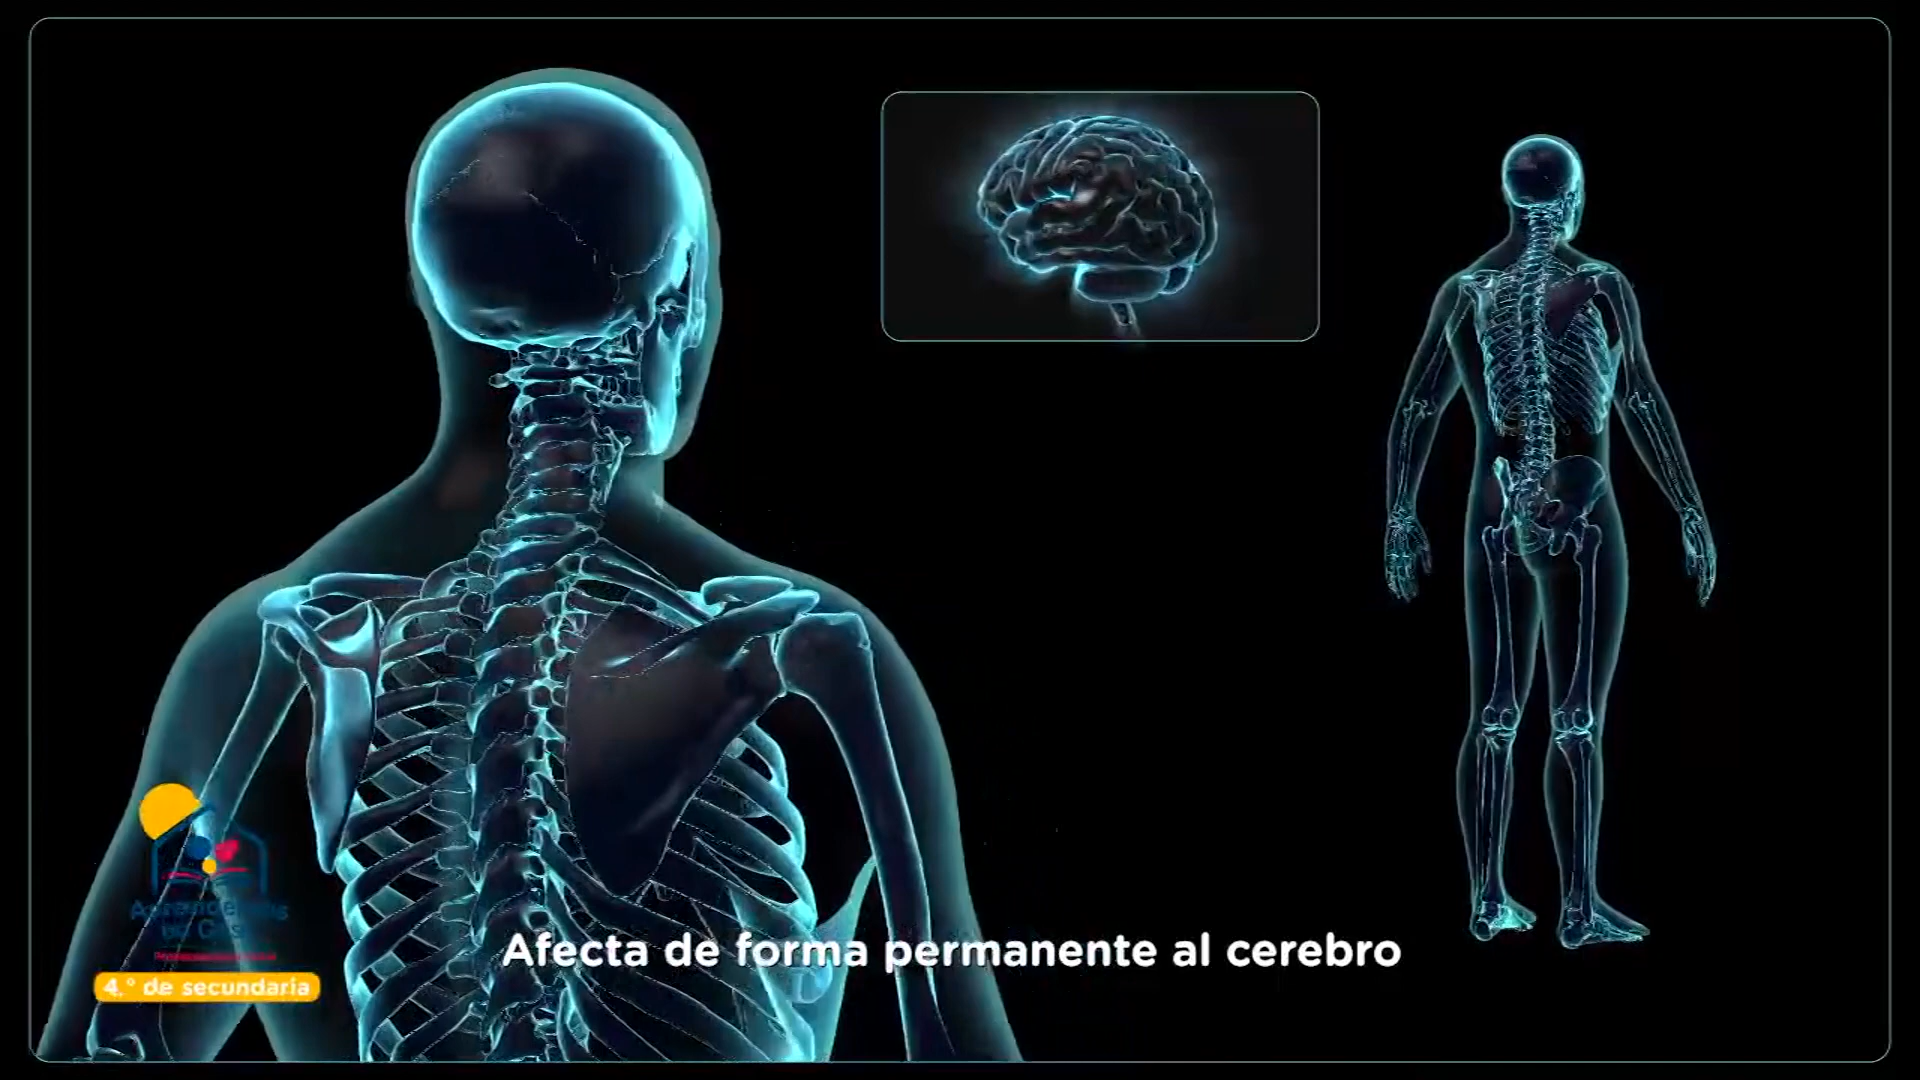 Afecta de forma permanente al cerebro
4.° de secundaria